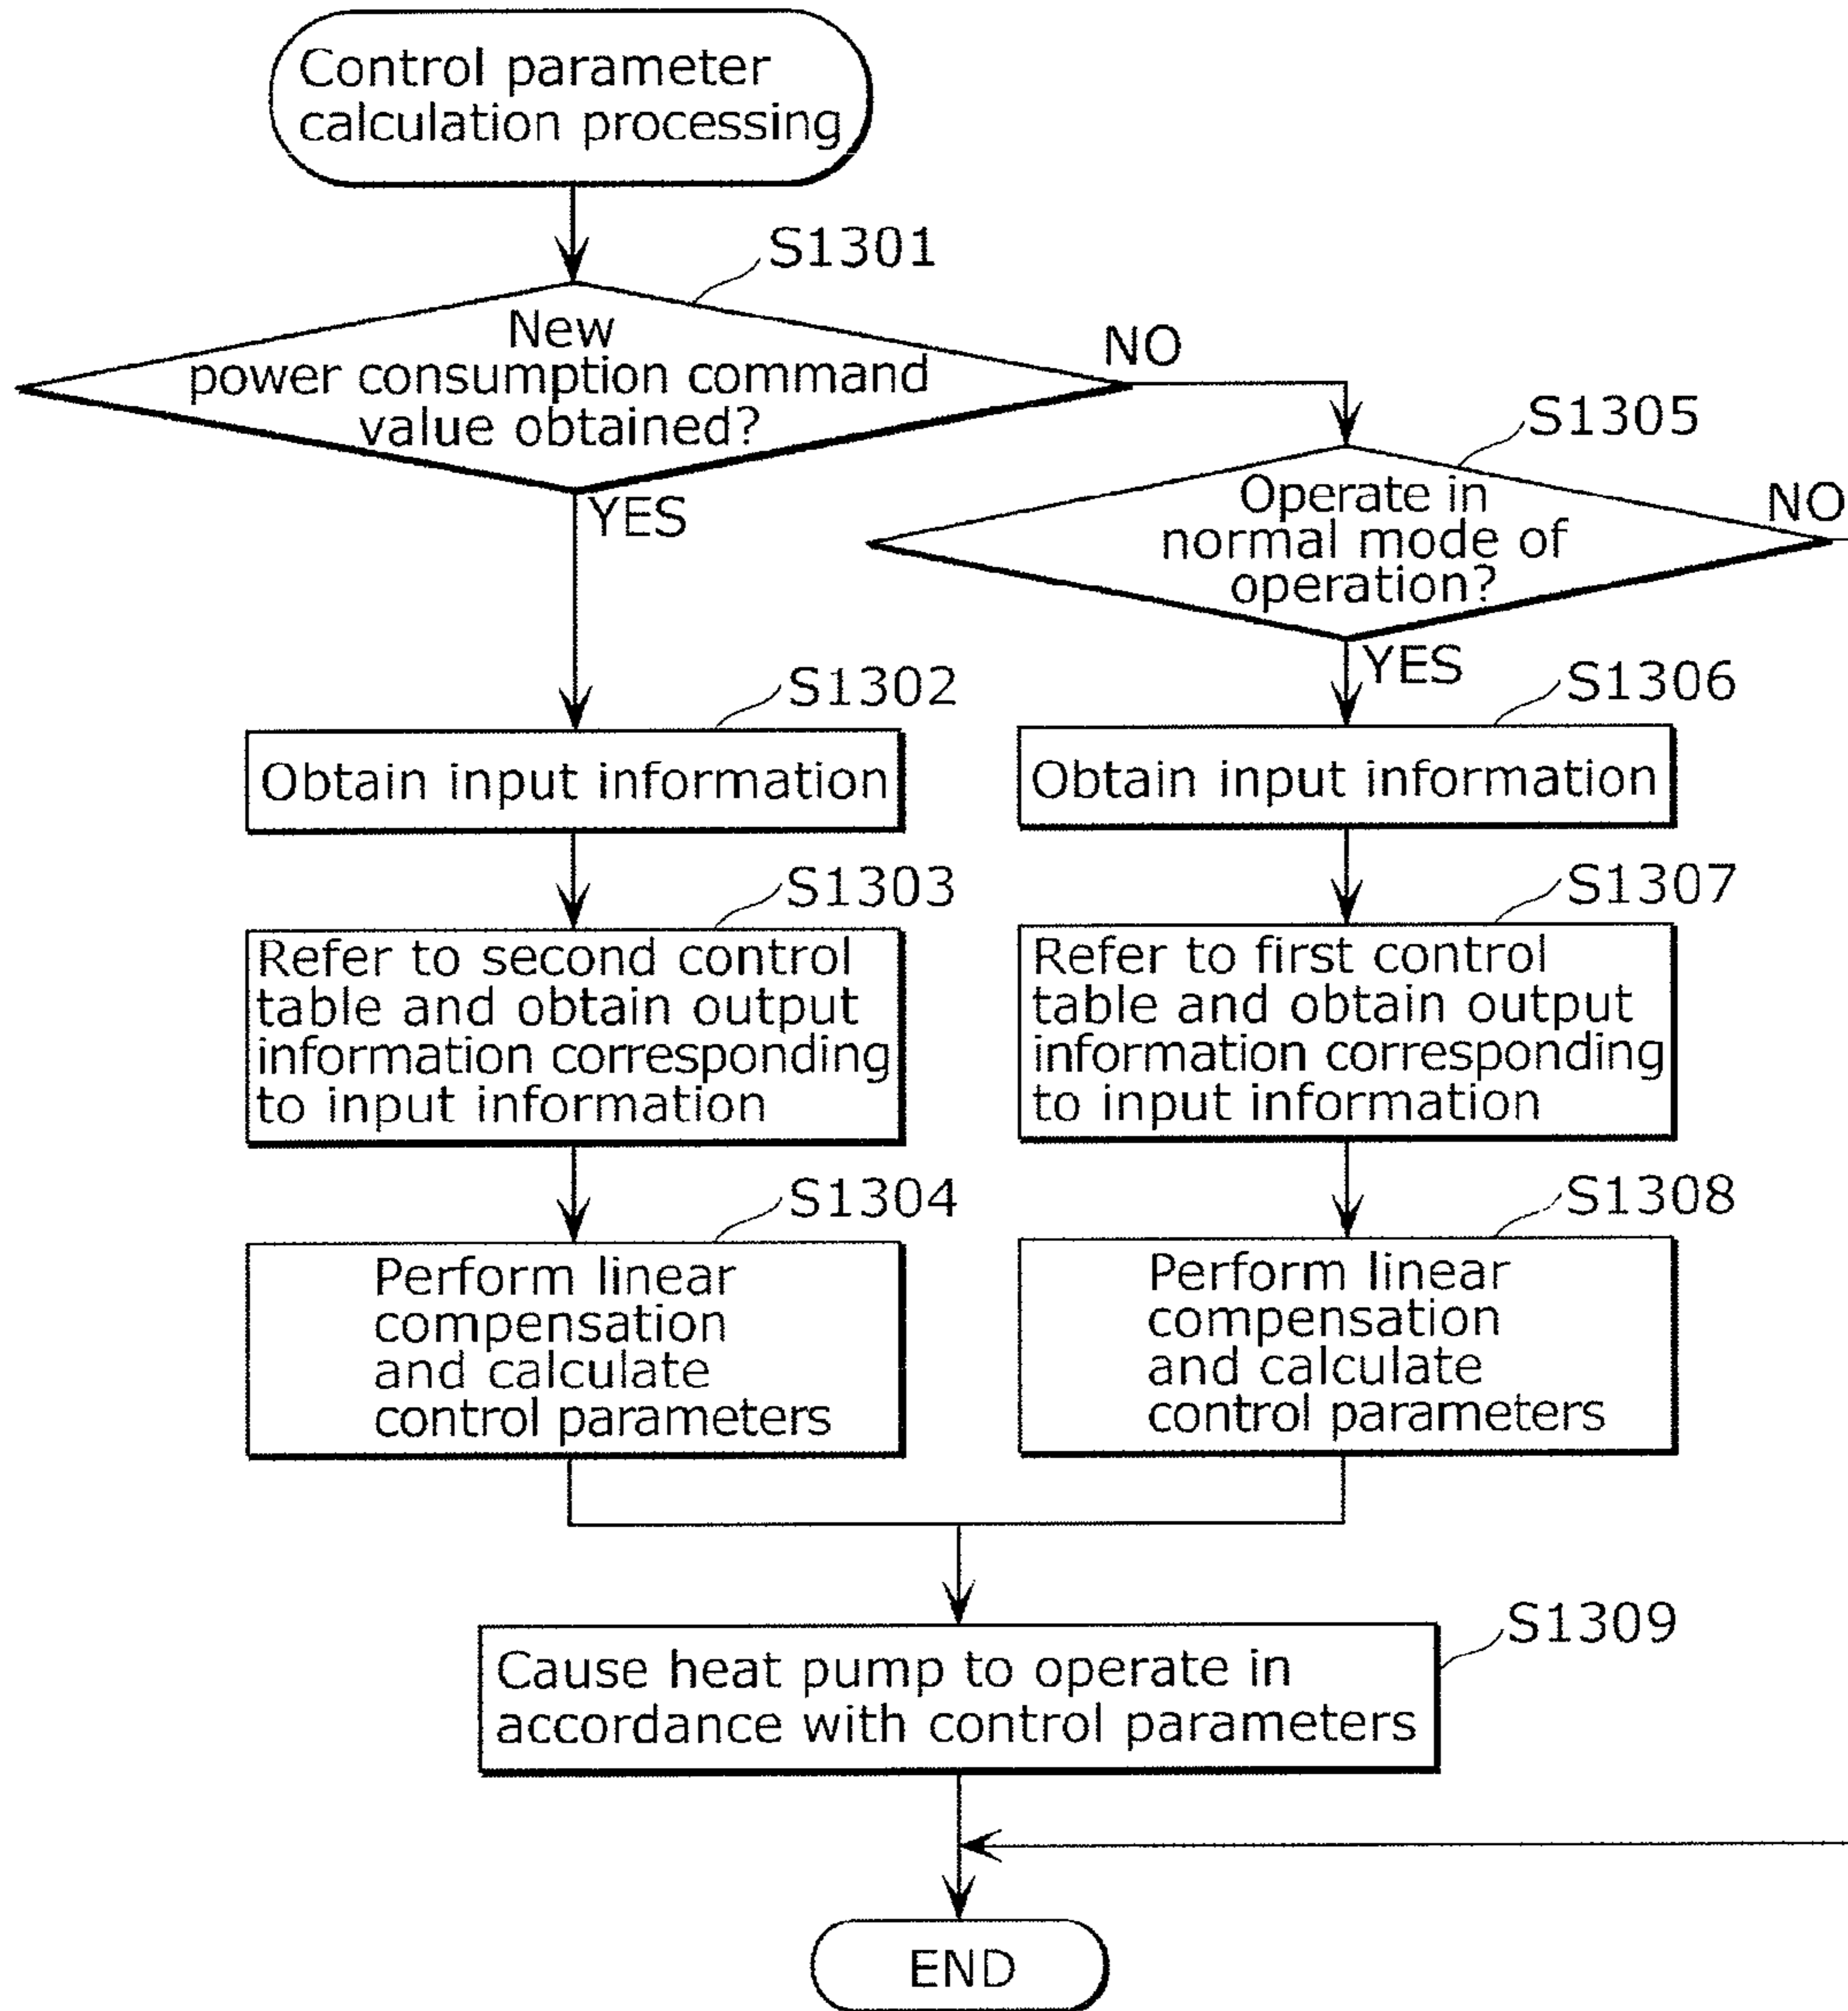 Control parameter
calculation processing
S1301
New
power consumption command
value obtained?
NO
YES
S1305
Operate in
normal mode of
operation?
NO
YES
S1302
Obtain input information
S1303
Refer to second control
table and obtain output
information corresponding
to input information
S1304
Perform linear
compensation
and calculate
control parameters
S1306
Obtain input information
S1307
Refer to first control
table and obtain output
information corresponding
to input information
S1308
Perform linear
compensation
and calculate
control parameters
S1309
Cause heat pump to operate in
accordance with control parameters
END